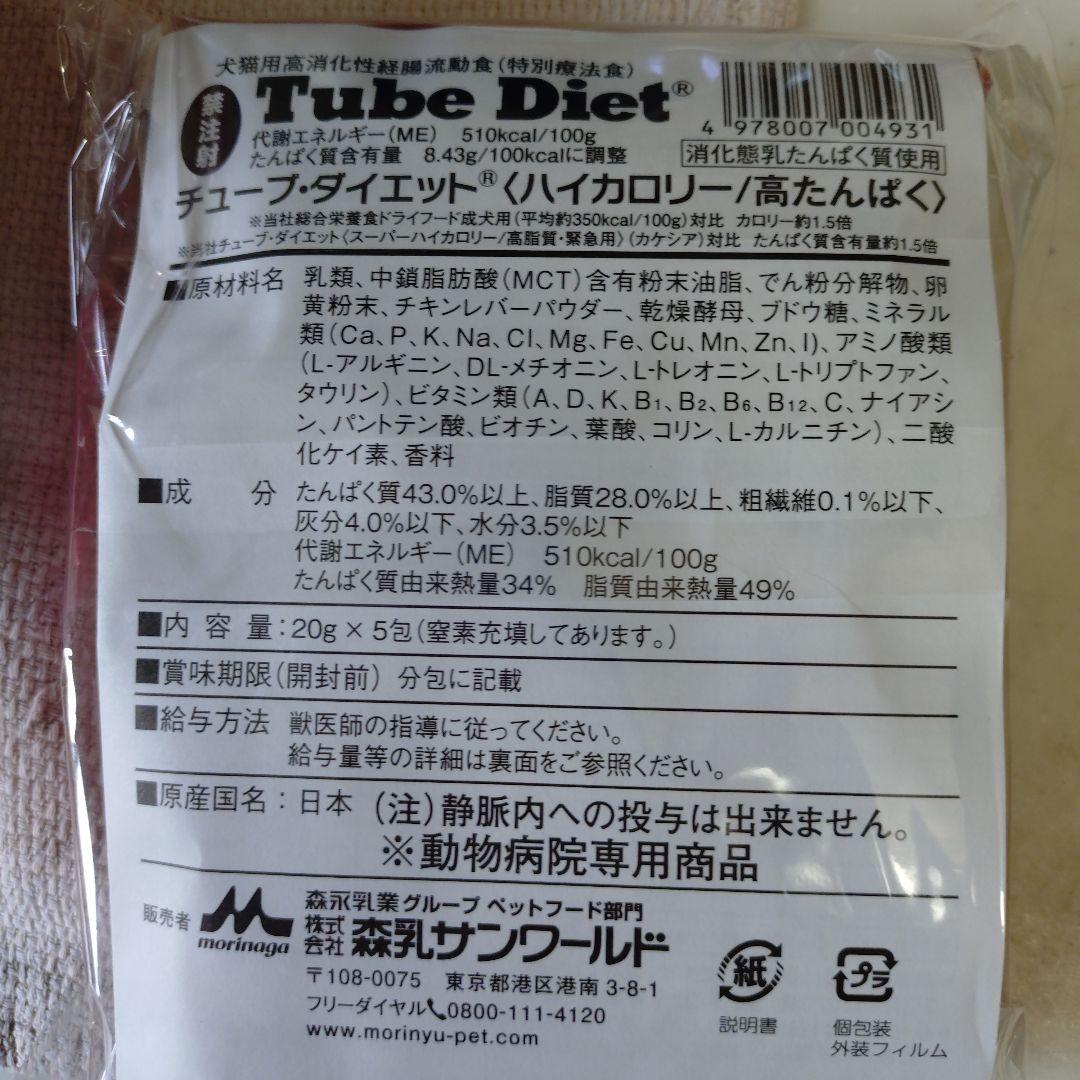 犬猫用高消化性経腸流動食(特別療法食)
禁注射
Tube Diet®
4 978007 004931
代謝エネルギー(ME) 510kcal/100g
たんぱく質含有量 8.43g/100kcalに調整
消化態乳たんぱく質使用
チューブ・ダイエット®〈ハイカロリー/高たんぱく〉
※当社総合栄養食ドライフード成犬用(平均約350kcal/100g)対比 カロリー約1.5倍
※当社チューブ・ダイエット〈スーパーハイカロリー/高脂質・緊急用〉(カケシア)対比 たんぱく質含有量約1.5倍
■原材料名 乳類、中鎖脂肪酸(MCT)含有粉末油脂、でん粉分解物、卵
黄粉末、チキンレバーパウダー、乾燥酵母、ブドウ糖、ミネラル
類(Ca、P、K、Na、Cl、Mg、Fe、Cu、Mn、Zn、I)、アミノ酸類
(L-アルギニン、DL-メチオニン、L-トレオニン、L-トリプトファン、
タウリン)、ビタミン類(A、D、K、B1、B2、B6、B12、C、ナイアシ
ン、パントテン酸、ビオチン、葉酸、コリン、L-カルニチン)、二酸
化ケイ素、香料
■成 分 たんぱく質43.0%以上、脂質28.0%以上、粗繊維0.1%以下、
灰分4.0%以下、水分3.5%以下
代謝エネルギー(ME) 510kcal/100g
たんぱく質由来熱量34% 脂質由来熱量49%
■内 容 量:20g×5包(窒素充填してあります。)
■賞味期限(開封前) 分包に記載
■給与方法 獣医師の指導に従ってください。
給与量等の詳細は裏面をご参照ください。
■原産国名:日本 (注)静脈内への投与は出来ません。
※動物病院専用商品
販売者 morinaga
森永乳業グループ ペットフード部門
株式会社 森乳サンワールド
〒108-0075 東京都港区港南3-8-1
フリーダイヤル 0800-111-4120
www.morinyu-pet.com
紙
説明書
プラ
個包装
外装フィルム